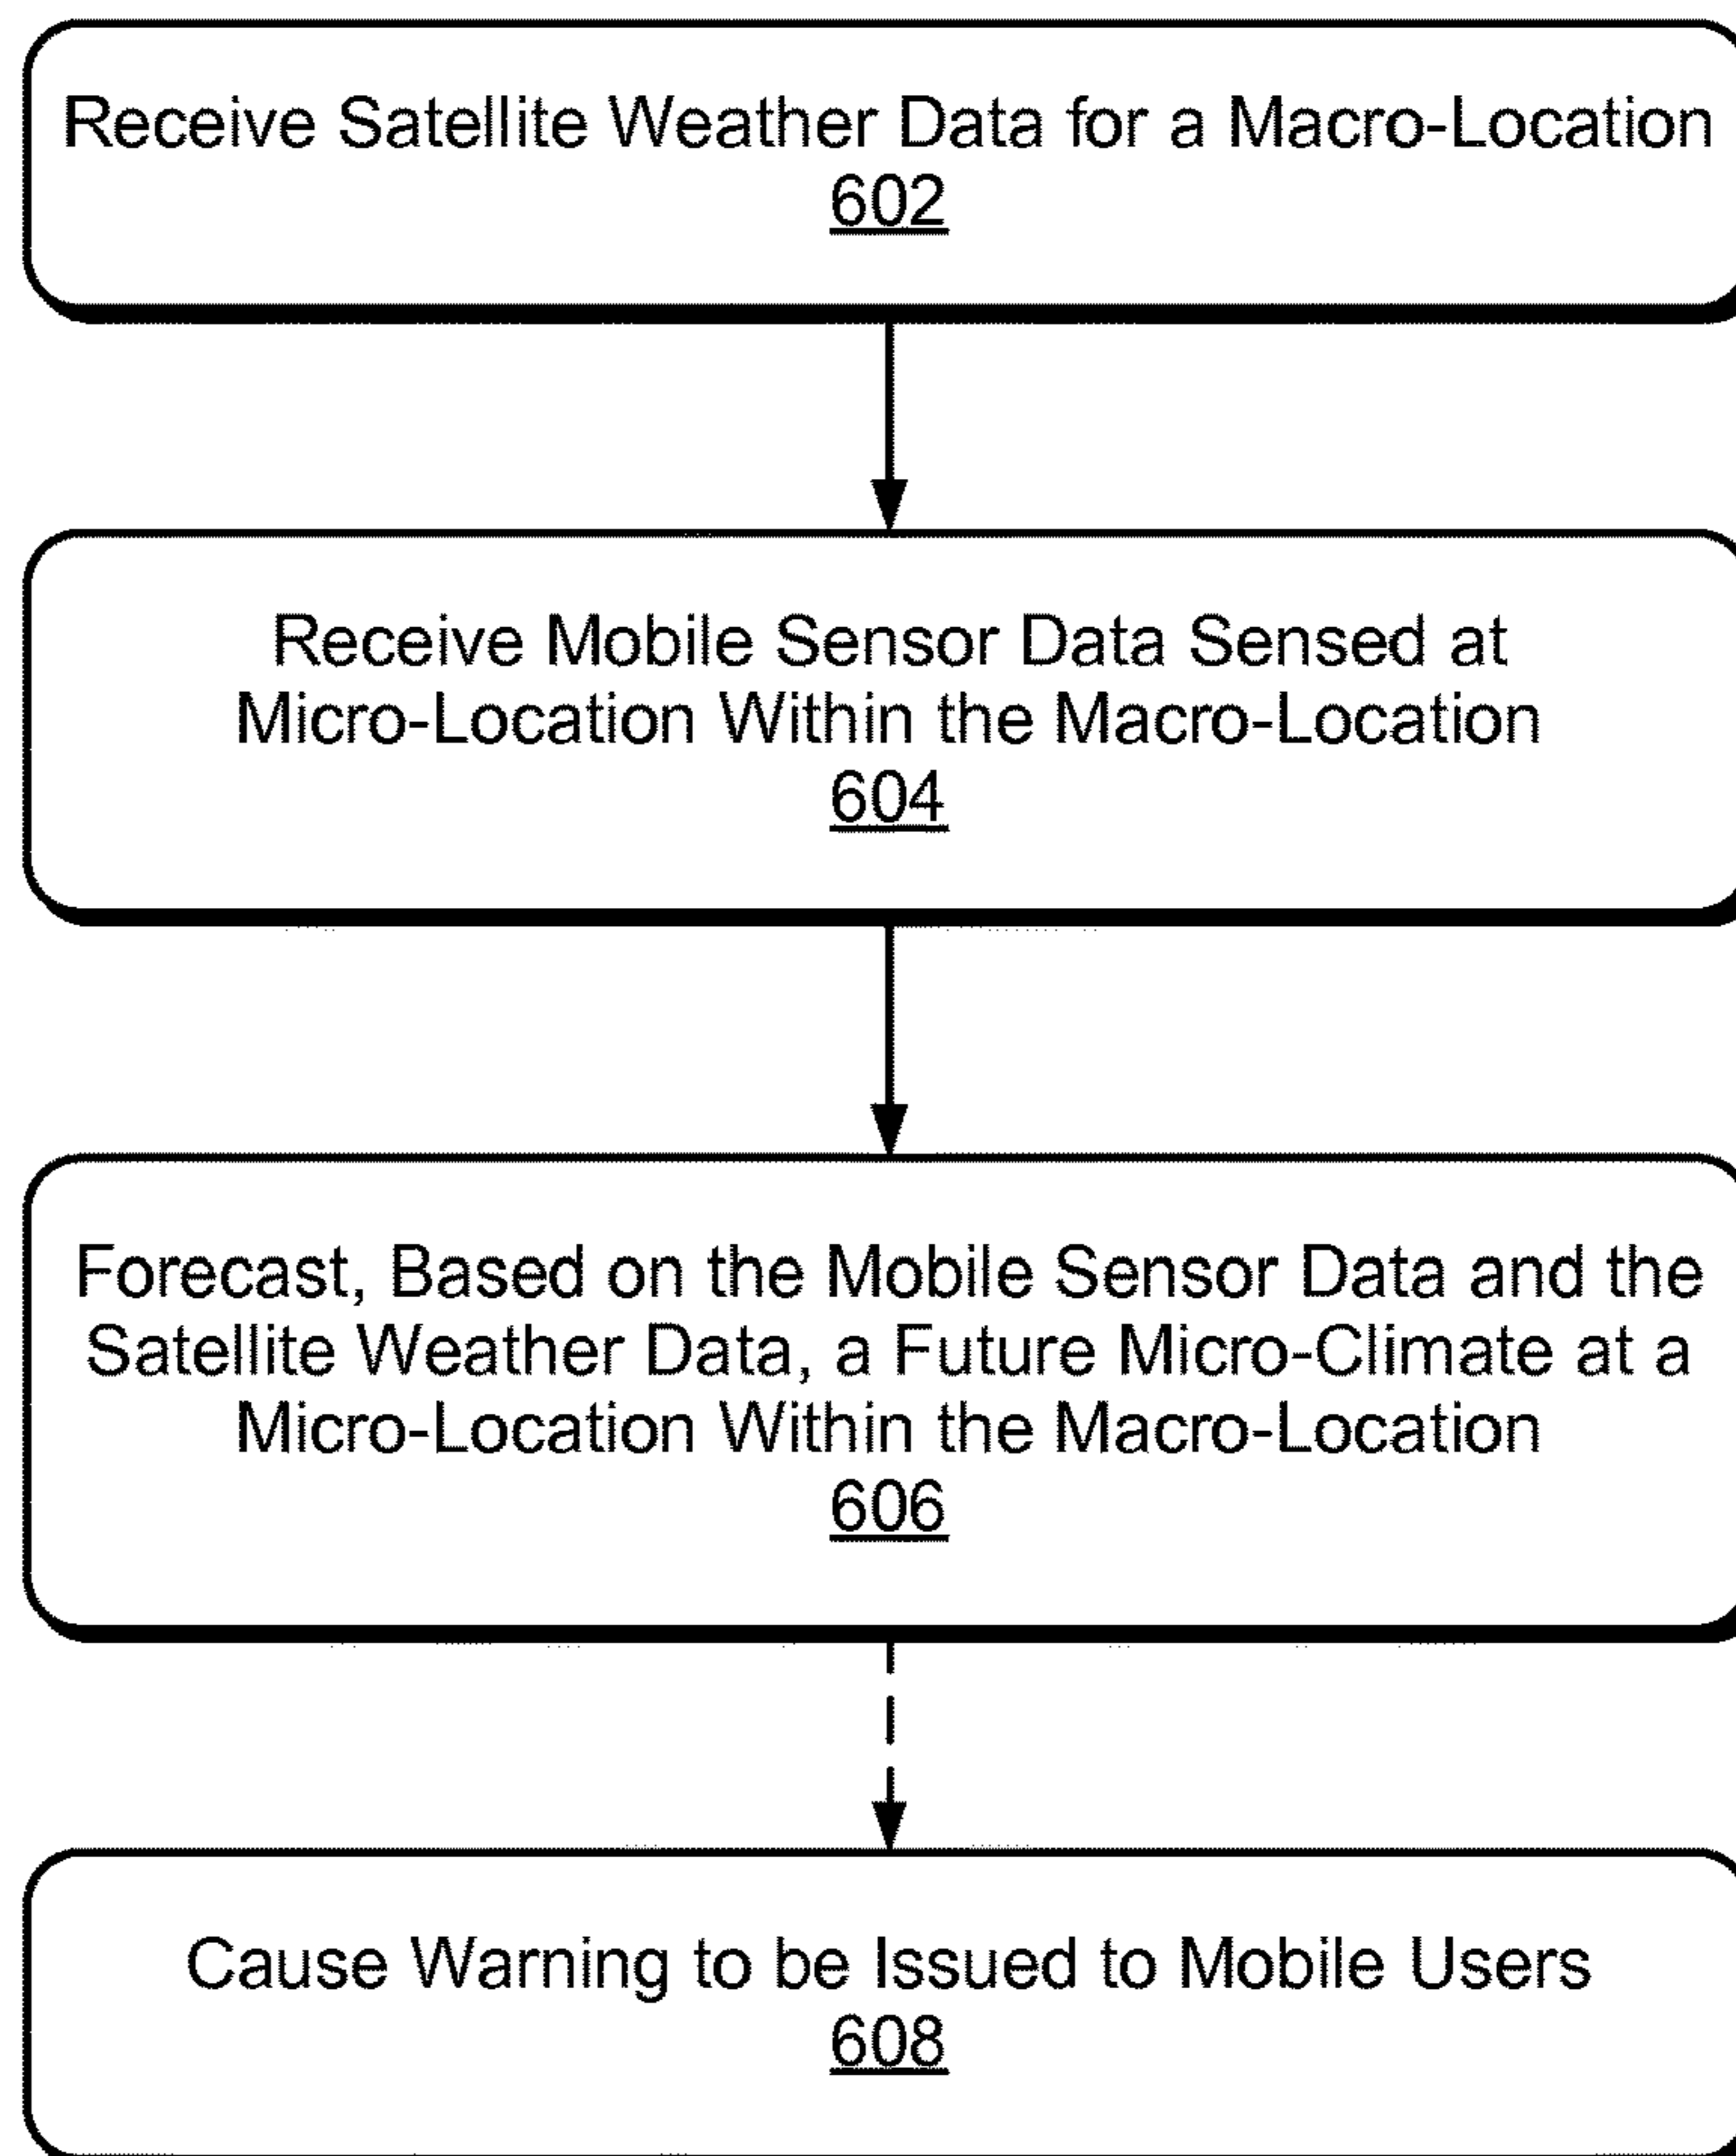 Receive Satellite Weather Data for a Macro-Location
602
Receive Mobile Sensor Data Sensed at
Micro-Location Within the Macro-Location
604
Forecast, Based on the Mobile Sensor Data and the
Satellite Weather Data, a Future Micro-Climate at a
Micro-Location Within the Macro-Location
606
Cause Warning to be Issued to Mobile Users
608